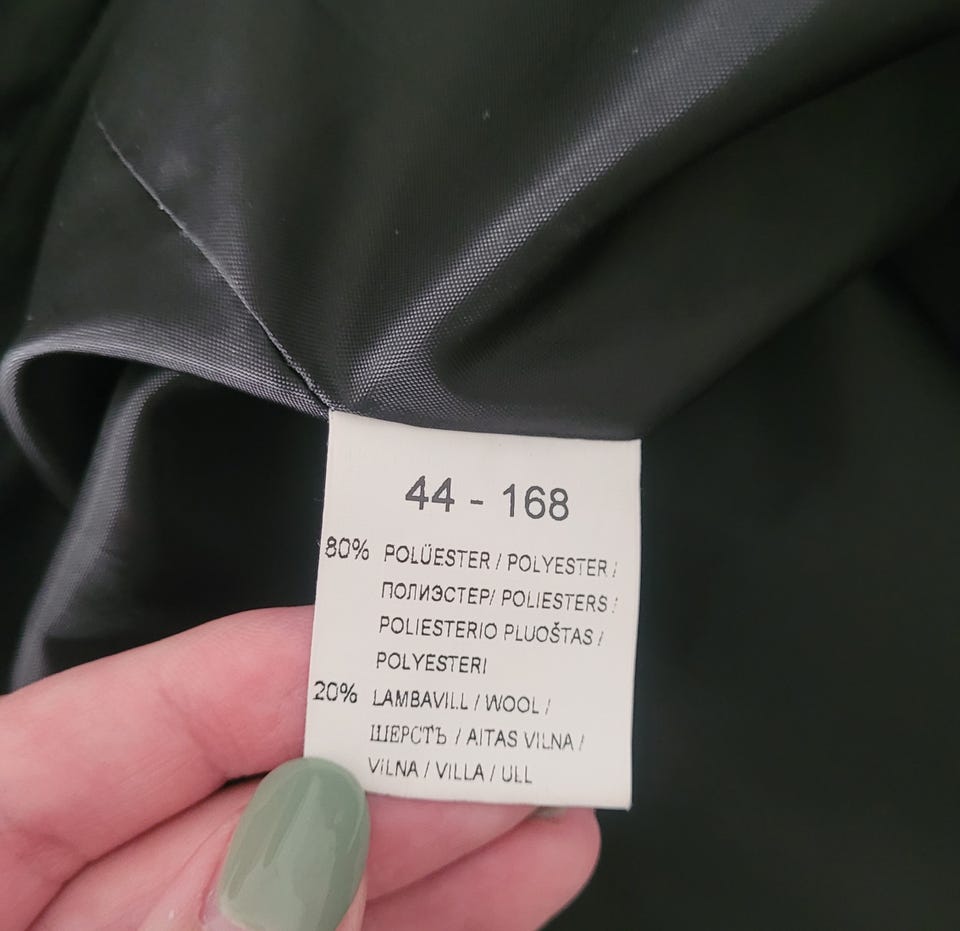 44 - 168
80% POLÜESTER / POLYESTER /
ПОЛИЭСТЕР/ POLIESTERS /
POLIESTERIO PLUOŠTAS /
POLYESTERI
20% LAMBAVILL / WOOL /
ШЕРСТЬ / AITAS VILNA /
VILNA / VILLA / ULL